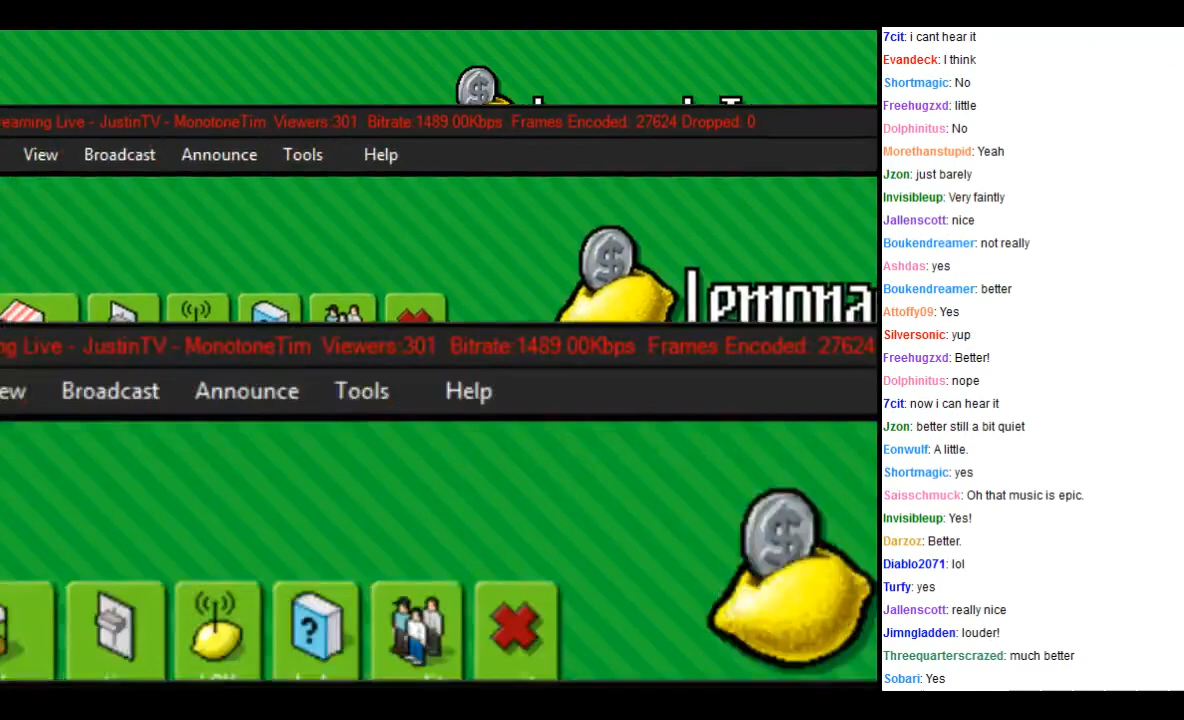 eaming Live - JustinTV - MonotoneTim Viewers:301 Bitrate:1489.00Kbps Frames Encoded: 27624 Dropped: 0
View Broadcast Announce Tools Help
$
Lemona
ng Live - JustinTV - MonotoneTim Viewers:301 Bitrate:1489.00Kbps Frames Encoded: 27624
ew Broadcast Announce Tools Help
$
?
7cit: i cant hear it
Evandeck: I think
Shortmagic: No
Freehugzxd: little
Dolphinitus: No
Morethanstupid: Yeah
Jzon: just barely
Invisibleup: Very faintly
Jallenscott: nice
Boukendreamer: not really
Ashdas: yes
Boukendreamer: better
Attoffy09: Yes
Silversonic: yup
Freehugzxd: Better!
Dolphinitus: nope
7cit: now i can hear it
Jzon: better still a bit quiet
Eonwulf: A little.
Shortmagic: yes
Saisschmuck: Oh that music is epic.
Invisibleup: Yes!
Darzoz: Better.
Diablo2071: lol
Turfy: yes
Jallenscott: really nice
Jimngladden: louder!
Threequarterscrazed: much better
Sobari: Yes